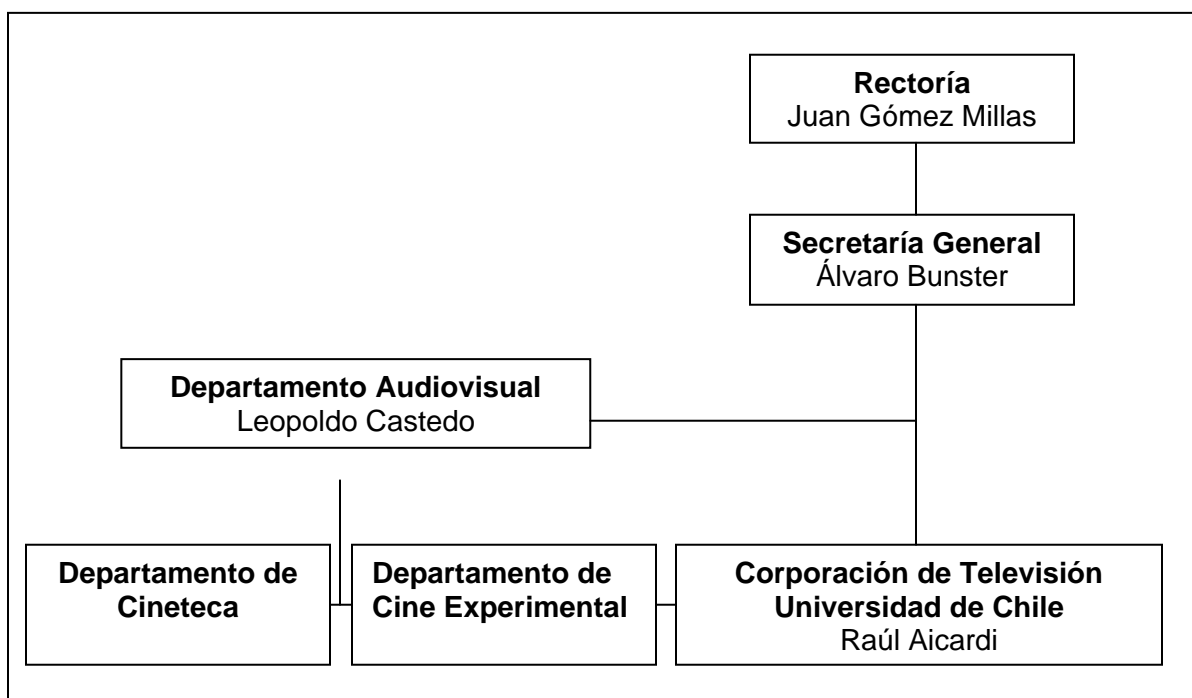 Rectoría
Juan Gómez Millas
Secretaría General
Álvaro Bunster
Departamento Audiovisual
Leopoldo Castedo
Departamento de
Cineteca
Departamento de
Cine Experimental
Corporación de Televisión
Universidad de Chile
Raúl Aicardi